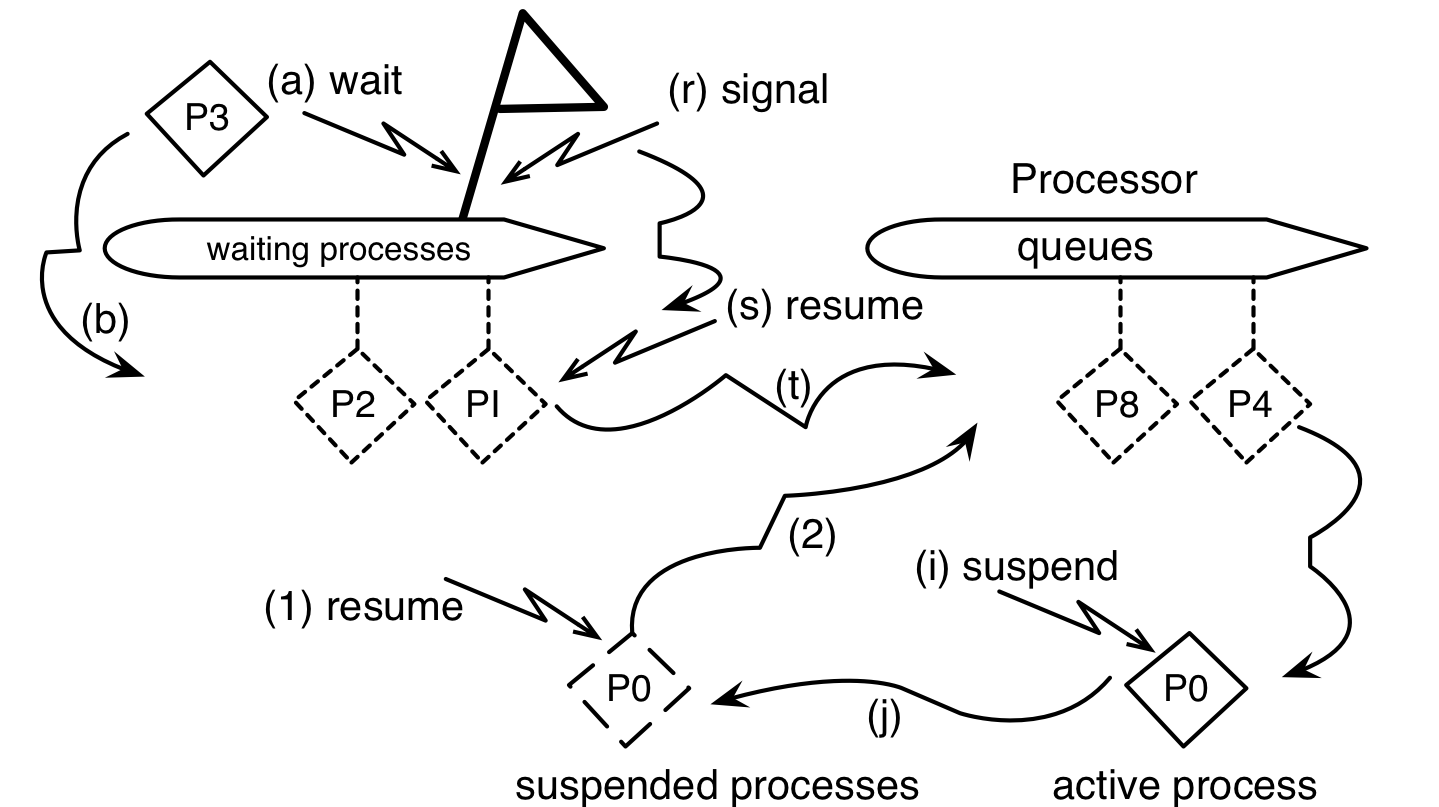 (a) wait
(r) signal
P3
Processor
waiting processes
queues
(b)
(s) resume
(t)
P2
PI
P8
P4
(2)
(i) suspend
(1) resume
P0
P0
(j)
suspended processes
active process